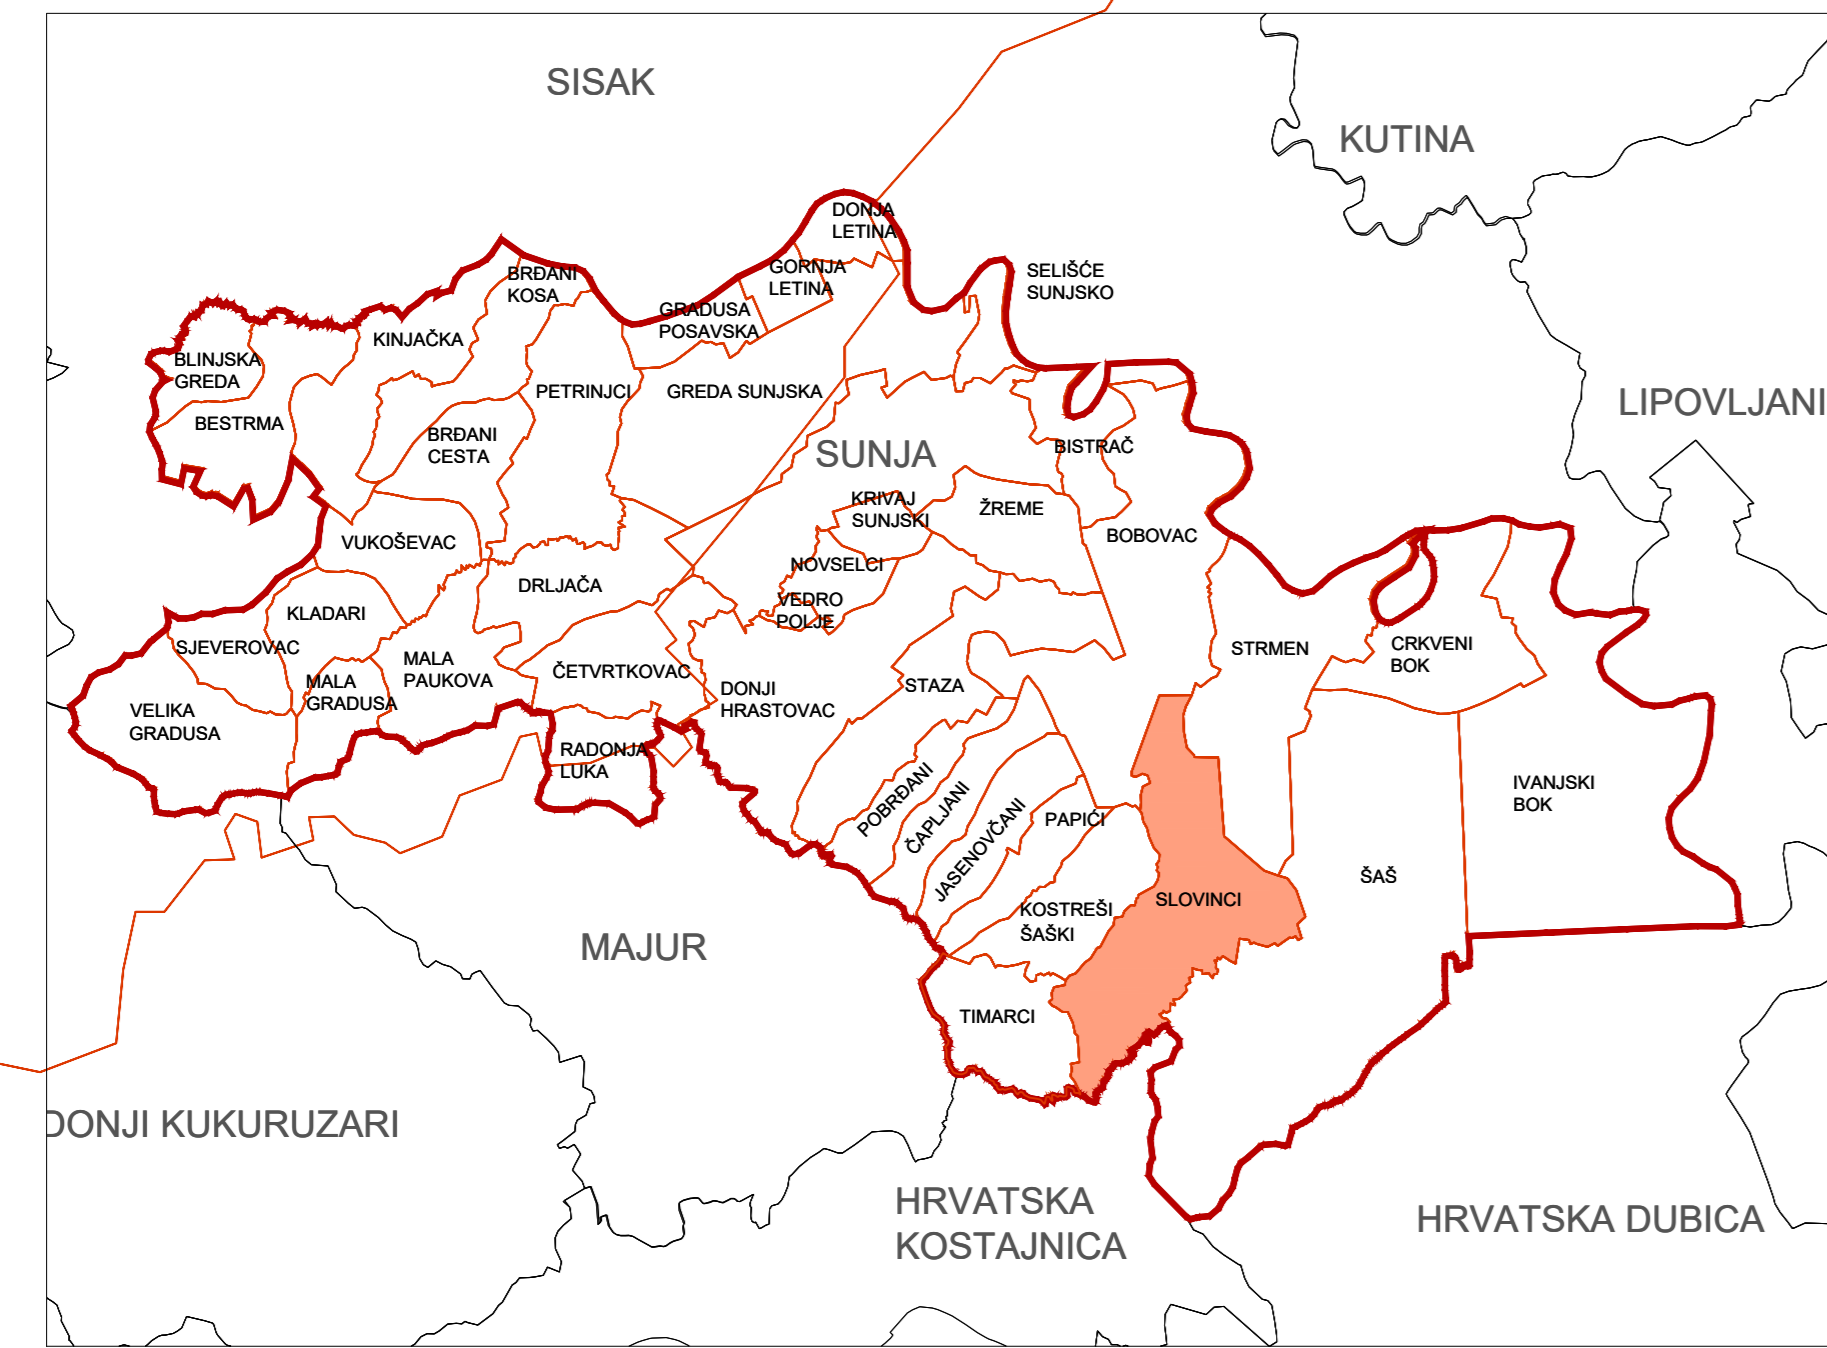 SISAK
KUTINA
DONJA
LETINA
SELIŠĆE
SUNJSKO
GORNJA
LETINA
BRĐANI
KOSA
GRADUSA
POSAVSKA
KINJAČKA
BLINJSKA
GREDA
PETRINJCI
GREDA SUNJSKA
LIPOVLJANI
BESTRMA
BRĐANI
CESTA
SUNJA
BISTRAČ
KRIVAJ
SUNJSKI
ŽREME
BOBOVAC
VUKOŠEVAC
NOVSELCI
DRLJAČA
VEDRO
POLJE
KLADARI
SJEVEROVAC
STRMEN
CRKVENI
BOK
MALA
PAUKOVA
ČETVRTKOVAC
MALA
GRADUSA
DONJI
HRASTOVAC
STAZA
VELIKA
GRADUSA
RADONJA
LUKA
IVANJSKI
BOK
POBRĐANI
ČAPLJANI
JASENOVČANI
PAPIĆI
ŠAŠ
SLOVINCI
KOSTREŠI
ŠAŠKI
MAJUR
TIMARCI
DONJI KUKURUZARI
HRVATSKA
KOSTAJNICA
HRVATSKA DUBICA